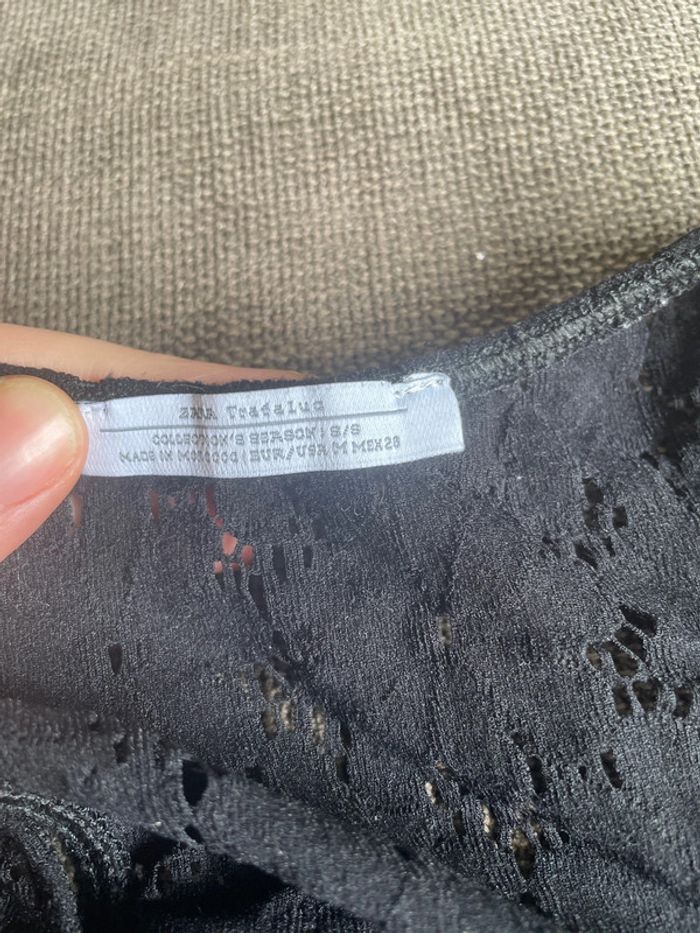 ZARA Trafaluc
COLLECTION'S SEASON | S/S
MADE IN MOROCCO | EUR/USA M MEX 28